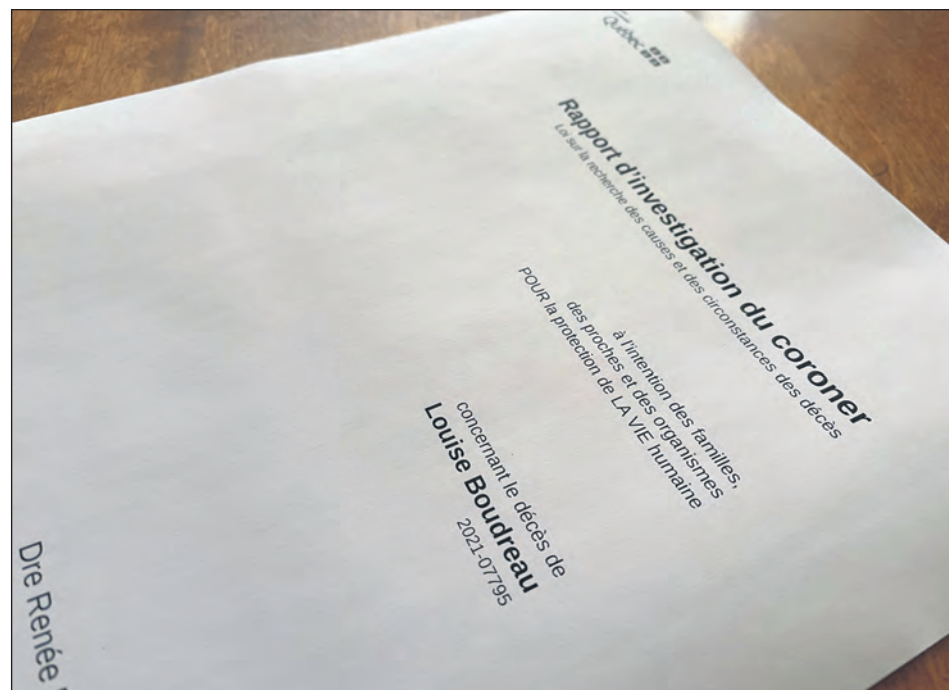 Québec
Rapport d'investigation du coroner
Loi sur la recherche des causes et des circonstances des décès
à l'intention des familles,
des proches et des organismes
POUR la protection de LA VIE humaine
concernant le décès de
Louise Boudreau
2021-07795
Dre Renée